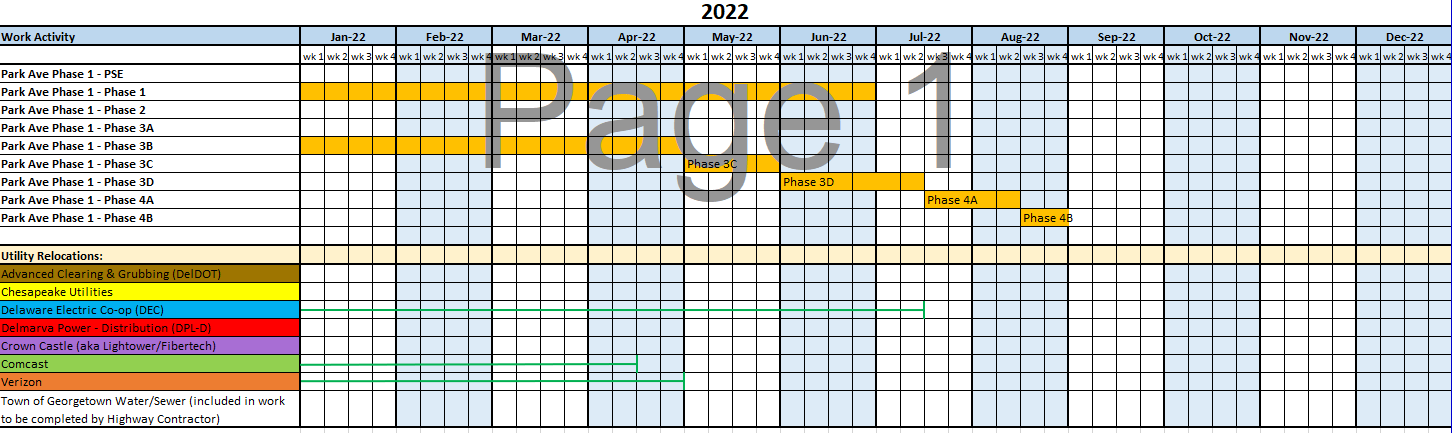 2022
Work Activity Jan-22 Feb-22 Mar-22 Apr-22 May-22 Jun-22 Jul-22 Aug-22 Sep-22 Oct-22 Nov-22 Dec-22
wk 1 wk 2 wk 3 wk 4 wk 1 wk 2 wk 3 wk 4 wk 1 wk 2 wk 3 wk 4 wk 1 wk 2 wk 3 wk 4 wk 1 wk 2 wk 3 wk 4 wk 1 wk 2 wk 3 wk 4 wk 1 wk 2 wk 3 wk 4 wk 1 wk 2 wk 3 wk 4 wk 1 wk 2 wk 3 wk 4 wk 1 wk 2 wk 3 wk 4 wk 1 wk 2 wk 3 wk 4 wk 1 wk 2 wk 3 wk 4
Page 1
Park Ave Phase 1 - PSE
Park Ave Phase 1 - Phase 1
Park Ave Phase 1 - Phase 2
Park Ave Phase 1 - Phase 3A
Park Ave Phase 1 - Phase 3B
Park Ave Phase 1 - Phase 3C Phase 3C
Park Ave Phase 1 - Phase 3D Phase 3D
Park Ave Phase 1 - Phase 4A Phase 4A
Park Ave Phase 1 - Phase 4B Phase 4B
Utility Relocations:
Advanced Clearing & Grubbing (DelDOT)
Chesapeake Utilities
Delaware Electric Co-op (DEC)
Delmarva Power - Distribution (DPL-D)
Crown Castle (aka Lightower/Fibertech)
Comcast
Verizon
Town of Georgetown Water/Sewer (included in work
to be completed by Highway Contractor)